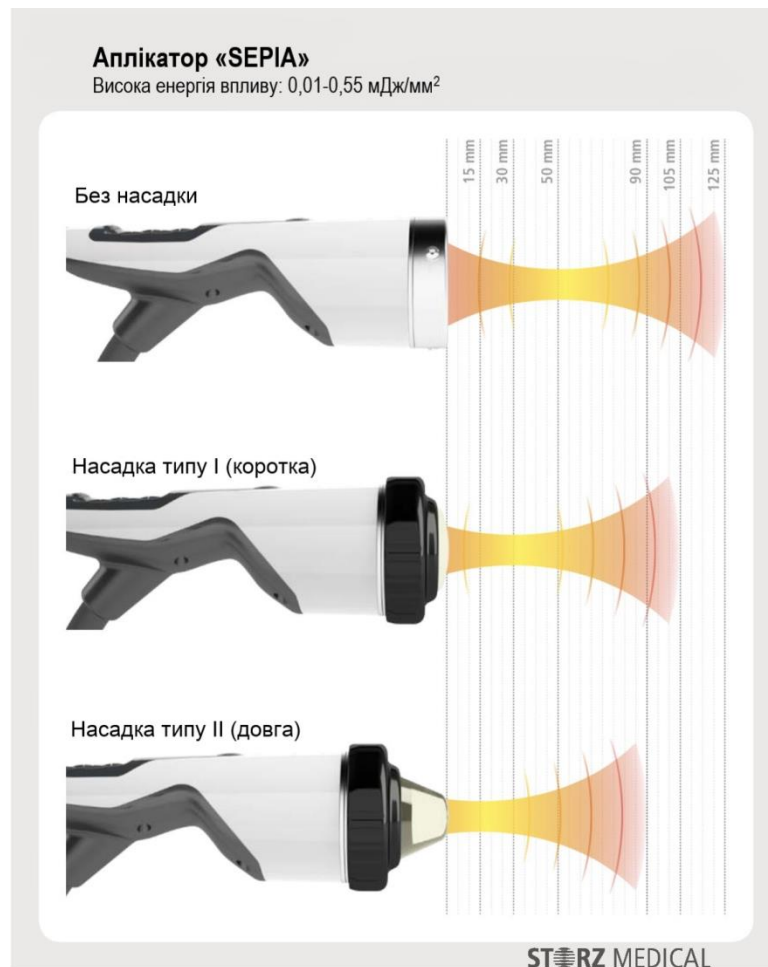 Аплікатор «SEPIA»
Висока енергія впливу: 0,01-0,55 мДж/мм²
15 mm
30 mm
50 mm
90 mm
105 mm
125 mm
Без насадки
Насадка типу I (коротка)
Насадка типу II (довга)
STORZ MEDICAL